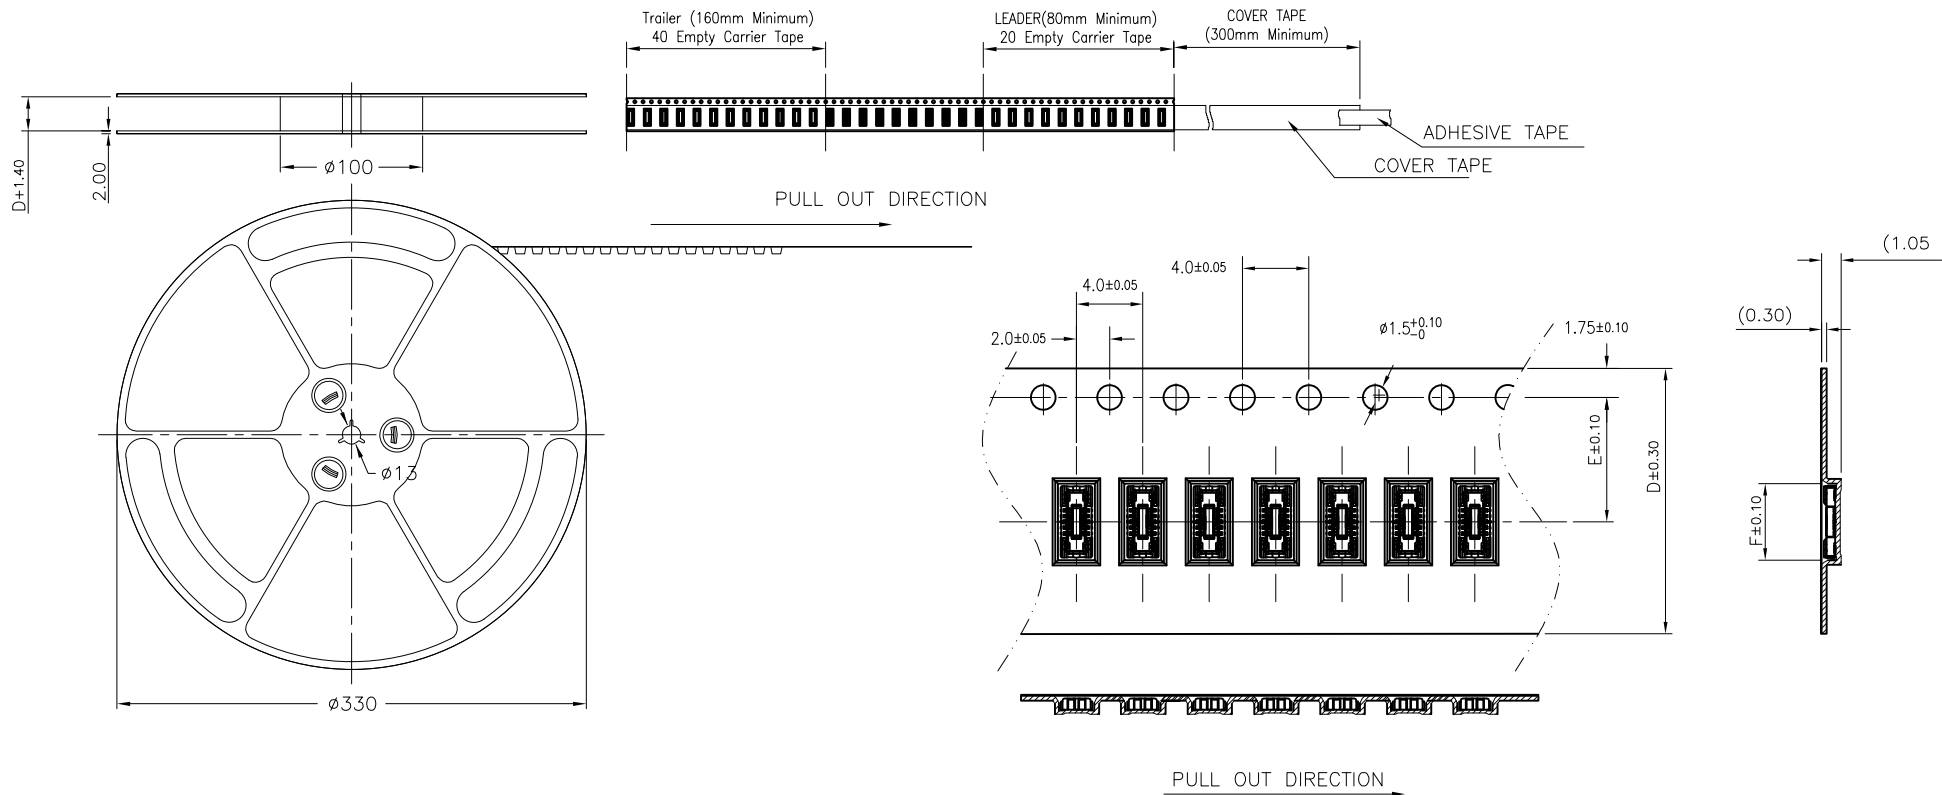 Trailer (160mm Minimum)
40 Empty Carrier Tape
LEADER(80mm Minimum)
20 Empty Carrier Tape
COVER TAPE
(300mm Minimum)
ADHESIVE TAPE
COVER TAPE
D+1.40
2.00
ø100
PULL OUT DIRECTION
ø13
ø330
4.0±0.05
4.0±0.05
2.0±0.05
ø1.5+0.10
-0
1.75±0.10
E±0.10
D±0.30
(1.05
(0.30)
F±0.10
PULL OUT DIRECTION